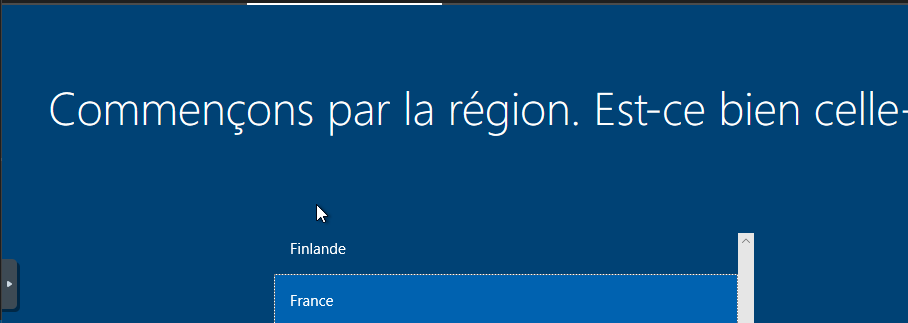 Commençons par la région. Est-ce bien celle-
Finlande
France